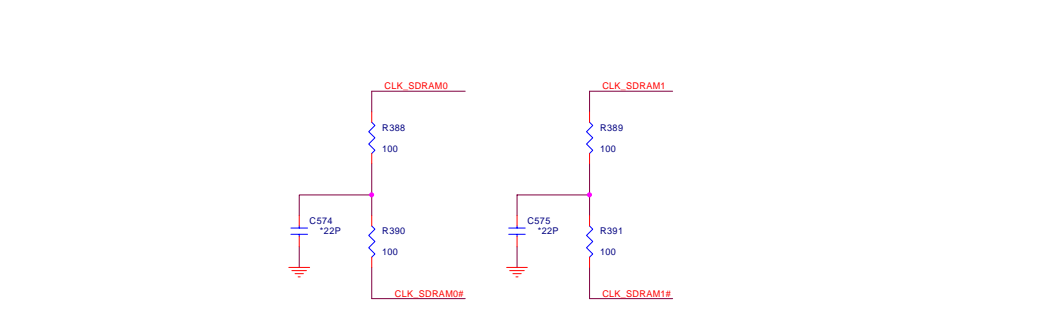 CLK_SDRAM0
CLK_SDRAM1
R388
R389
100
100
C574
*22P
R390
C575
*22P
R391
100
100
CLK_SDRAM0#
CLK_SDRAM1#